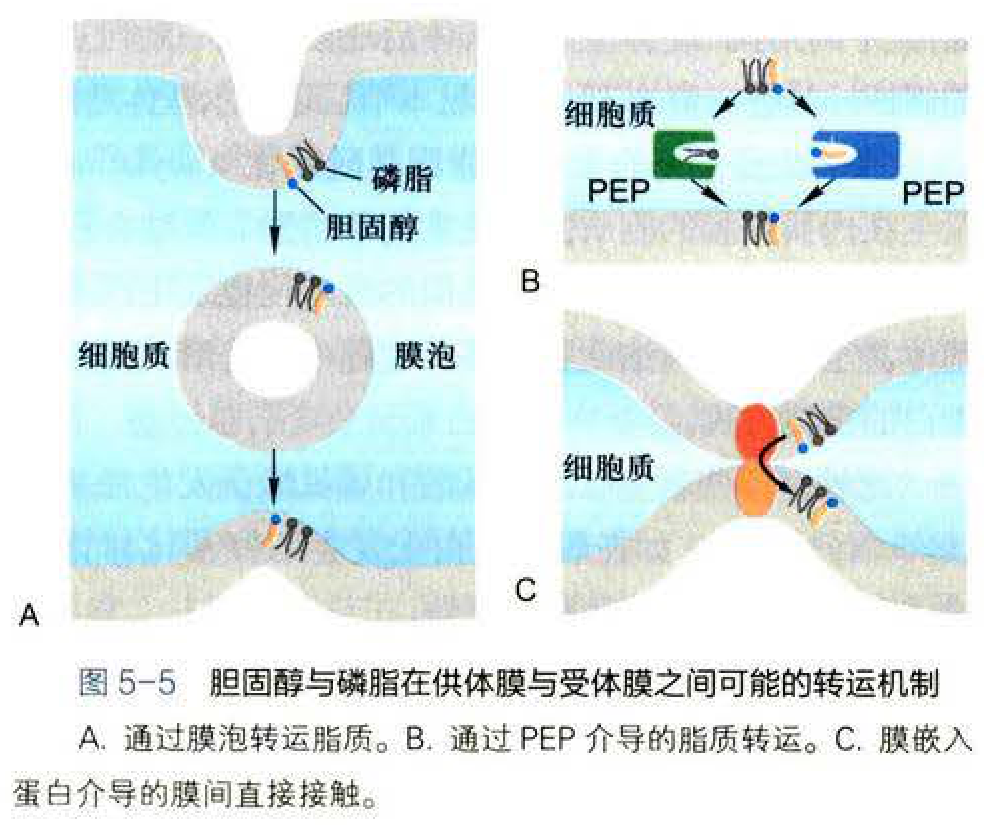 磷脂
胆固醇
细胞质
膜泡
A
细胞质
PEP
PEP
B
细胞质
C
图 5-5 胆固醇与磷脂在供体膜与受体膜之间可能的转运机制
A. 通过膜泡转运脂质。B. 通过 PEP 介导的脂质转运。C. 膜嵌入
蛋白介导的膜间直接接触。